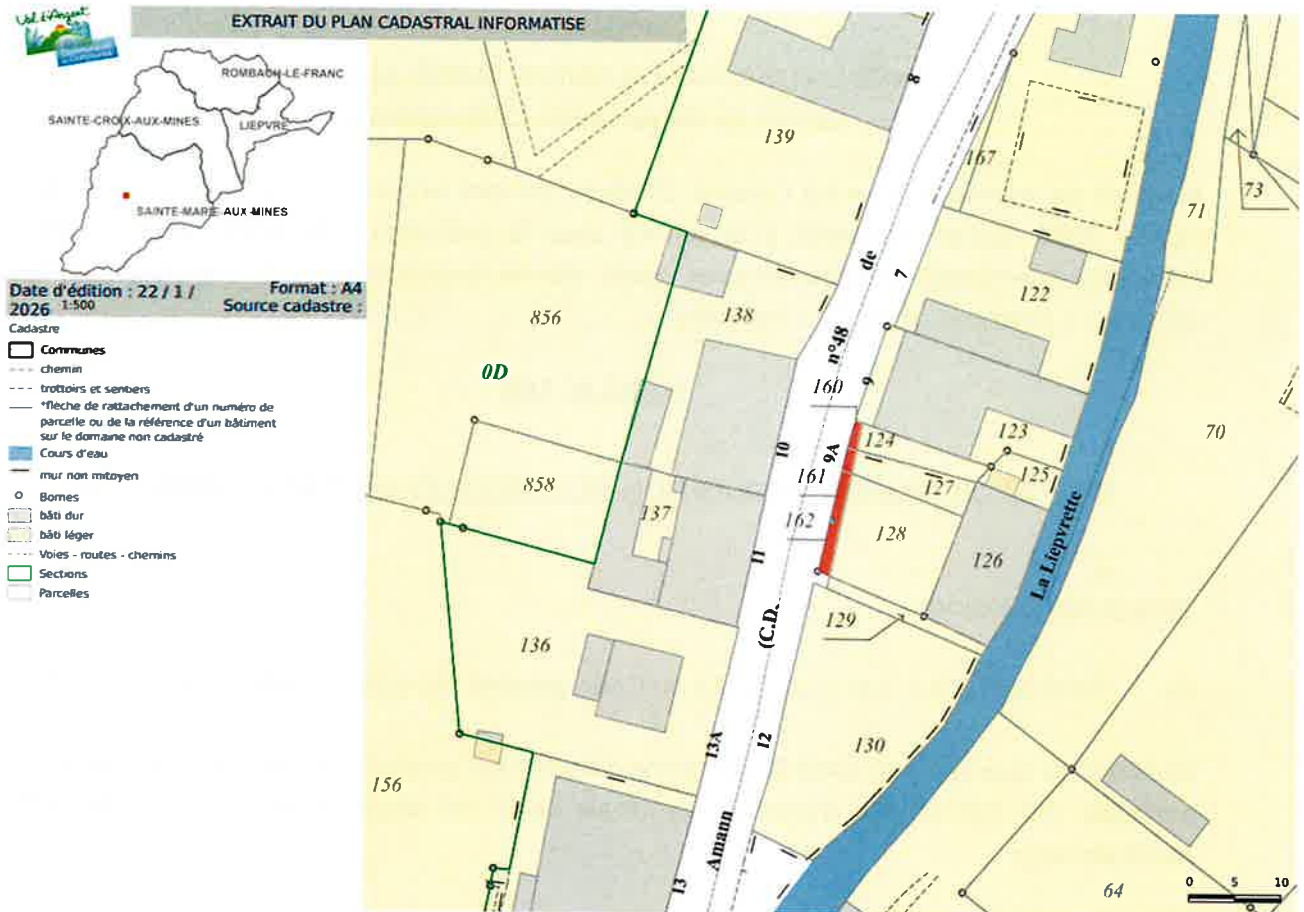 Val d'Argent
EXTRAIT DU PLAN CADASTRAL INFORMATISE
ROMBACH-LE-FRANC
SAINTE-CROIX-AUX-MINES
LIEPVRE
SAINTE-MARIE-AUX-MINES
Date d'édition : 22 / 1 /
2026 1:500
Format : A4
Source cadastre :
Cadastre
Communes
chemin
trottoirs et sentiers
*flèche de rattachement d'un numéro de
parcelle ou de la référence d'un bâtiment
sur le domaine non cadastré
Cours d'eau
mur non mitoyen
Bornes
bâti dur
bâti léger
Voies - routes - chemins
Sections
Parcelles
8
139
167
73
71
de
7
122
856
138
n°48
0D
160
9
70
124
123
10
9A
161
125
127
858
137
162
128
11
126
La Liepvrette
129
(C.D.
136
13A
12
130
156
Amann
13
64
0 5 10